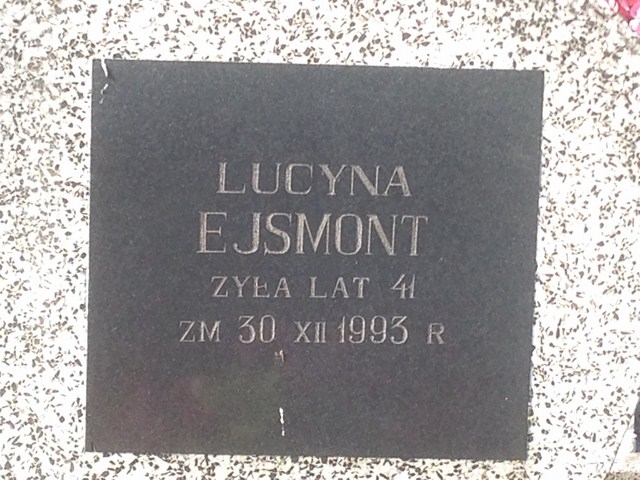 LUCYNA
EJSMONT
ZYŁA LAT 41
ZM 30 XII 1993 R